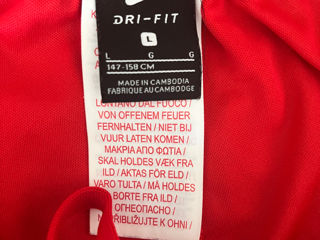 DRI-FIT
L
L G G
147-158 CM
MADE IN CAMBODIA
FABRIQUE AU CAMBODGE
LONTANO DAL FUOCO /
VON OFFENEM FEUER
FERNHALTEN / NIET BIJ
VUUR LATEN KOMEN /
ΜΑΚΡΙΑ ΑΠΟ ΦΩΤΙΑ /
SKAL HOLDES VÆK FRA
ILD / AKTAS FÖR ELD /
VARO TULTA / MÅ HOLDES
BORTE FRA ILD /
ОГНЕОПАСНО /
NEPŘIBLIŽUJTE K OHNI /